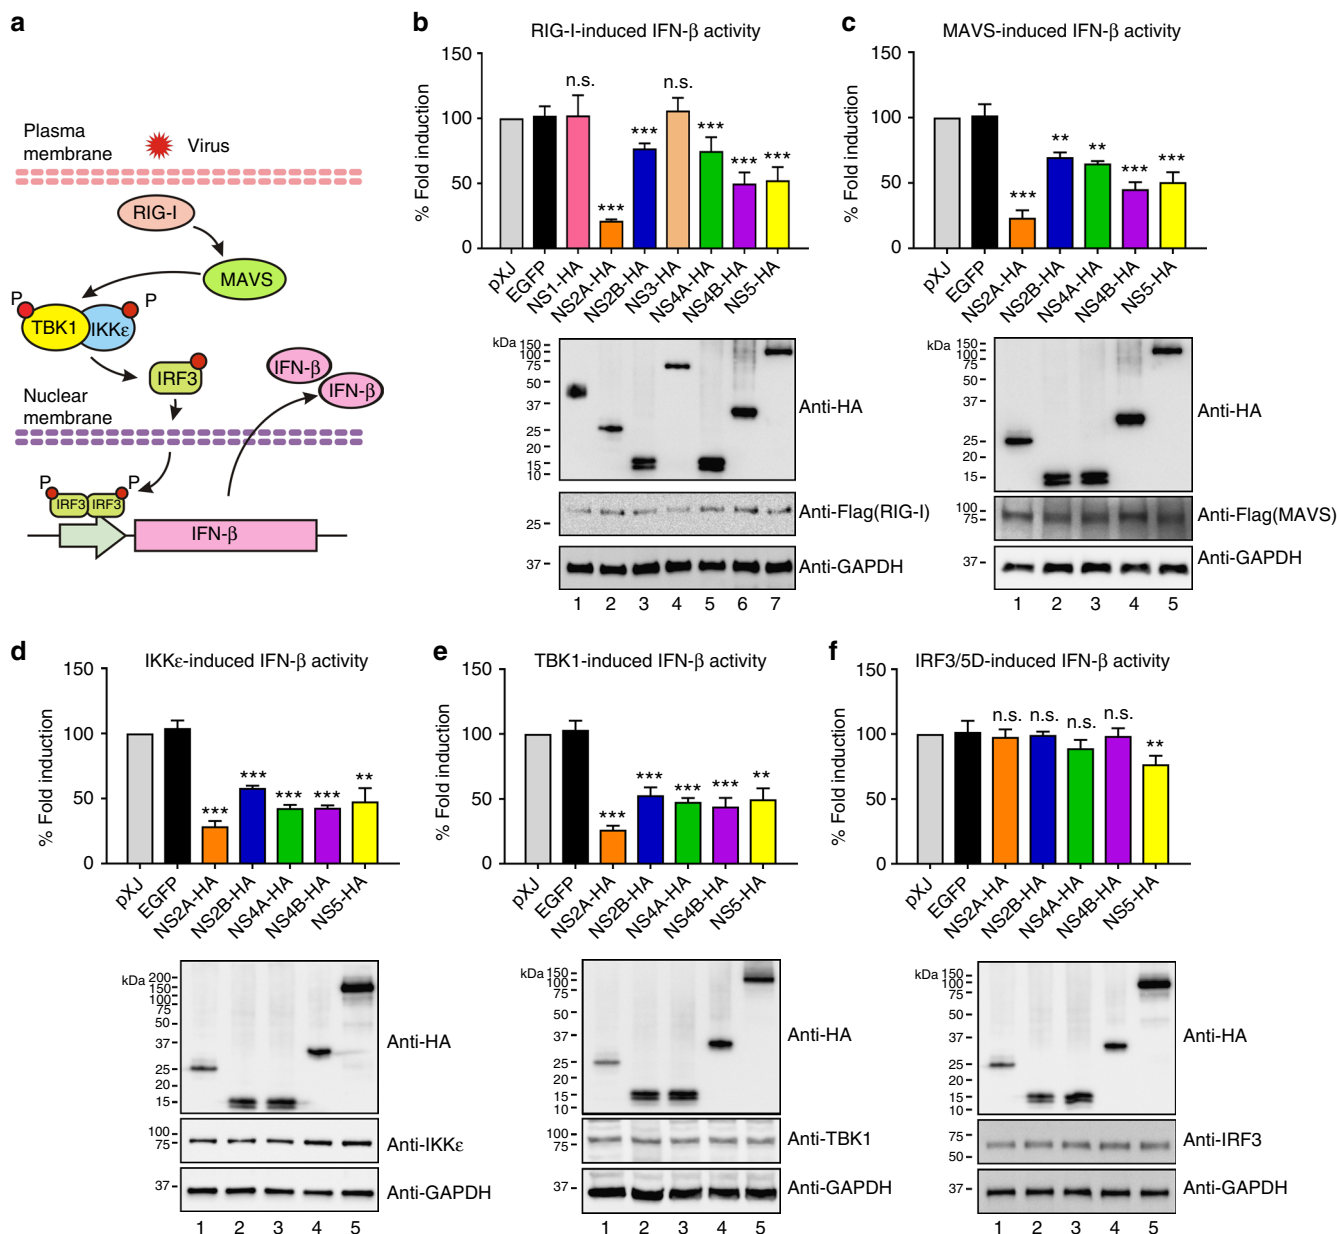 a
Plasma
membrane
Virus
RIG-I
MAVS
P
P
TBK1
IKKε
IRF3
IFN-β
IFN-β
Nuclear
membrane
P
P
IRF3
IRF3
IFN-β
b
RIG-I-induced IFN-β activity
% Fold induction
150
100
50
0
n.s.
***
***
n.s.
***
***
***
pXJ
EGFP
NS1-HA
NS2A-HA
NS2B-HA
NS3-HA
NS4A-HA
NS4B-HA
NS5-HA
kDa
150
100
75
50
37
25
20
15
10
Anti-HA
25
Anti-Flag(RIG-I)
37
Anti-GAPDH
1 2 3 4 5 6 7
c
MAVS-induced IFN-β activity
% Fold induction
150
100
50
0
***
**
**
***
***
pXJ
EGFP
NS2A-HA
NS2B-HA
NS4A-HA
NS4B-HA
NS5-HA
kDa
150
100
75
50
37
25
20
15
Anti-HA
100
75
Anti-Flag(MAVS)
37
Anti-GAPDH
1 2 3 4 5
d
IKKε-induced IFN-β activity
% Fold induction
150
100
50
0
***
***
***
***
**
pXJ
EGFP
NS2A-HA
NS2B-HA
NS4A-HA
NS4B-HA
NS5-HA
kDa
200
150
100
75
50
37
25
20
15
Anti-HA
100
75
Anti-IKKε
37
Anti-GAPDH
1 2 3 4 5
e
TBK1-induced IFN-β activity
% Fold induction
150
100
50
0
***
***
***
***
**
pXJ
EGFP
NS2A-HA
NS2B-HA
NS4A-HA
NS4B-HA
NS5-HA
kDa
150
100
75
50
37
25
20
15
10
Anti-HA
100
75
Anti-TBK1
37
Anti-GAPDH
1 2 3 4 5
f
IRF3/5D-induced IFN-β activity
% Fold induction
150
100
50
0
n.s.
n.s.
n.s.
n.s.
**
pXJ
EGFP
NS2A-HA
NS2B-HA
NS4A-HA
NS4B-HA
NS5-HA
kDa
150
100
75
50
37
25
20
15
10
Anti-HA
75
50
Anti-IRF3
37
Anti-GAPDH
1 2 3 4 5